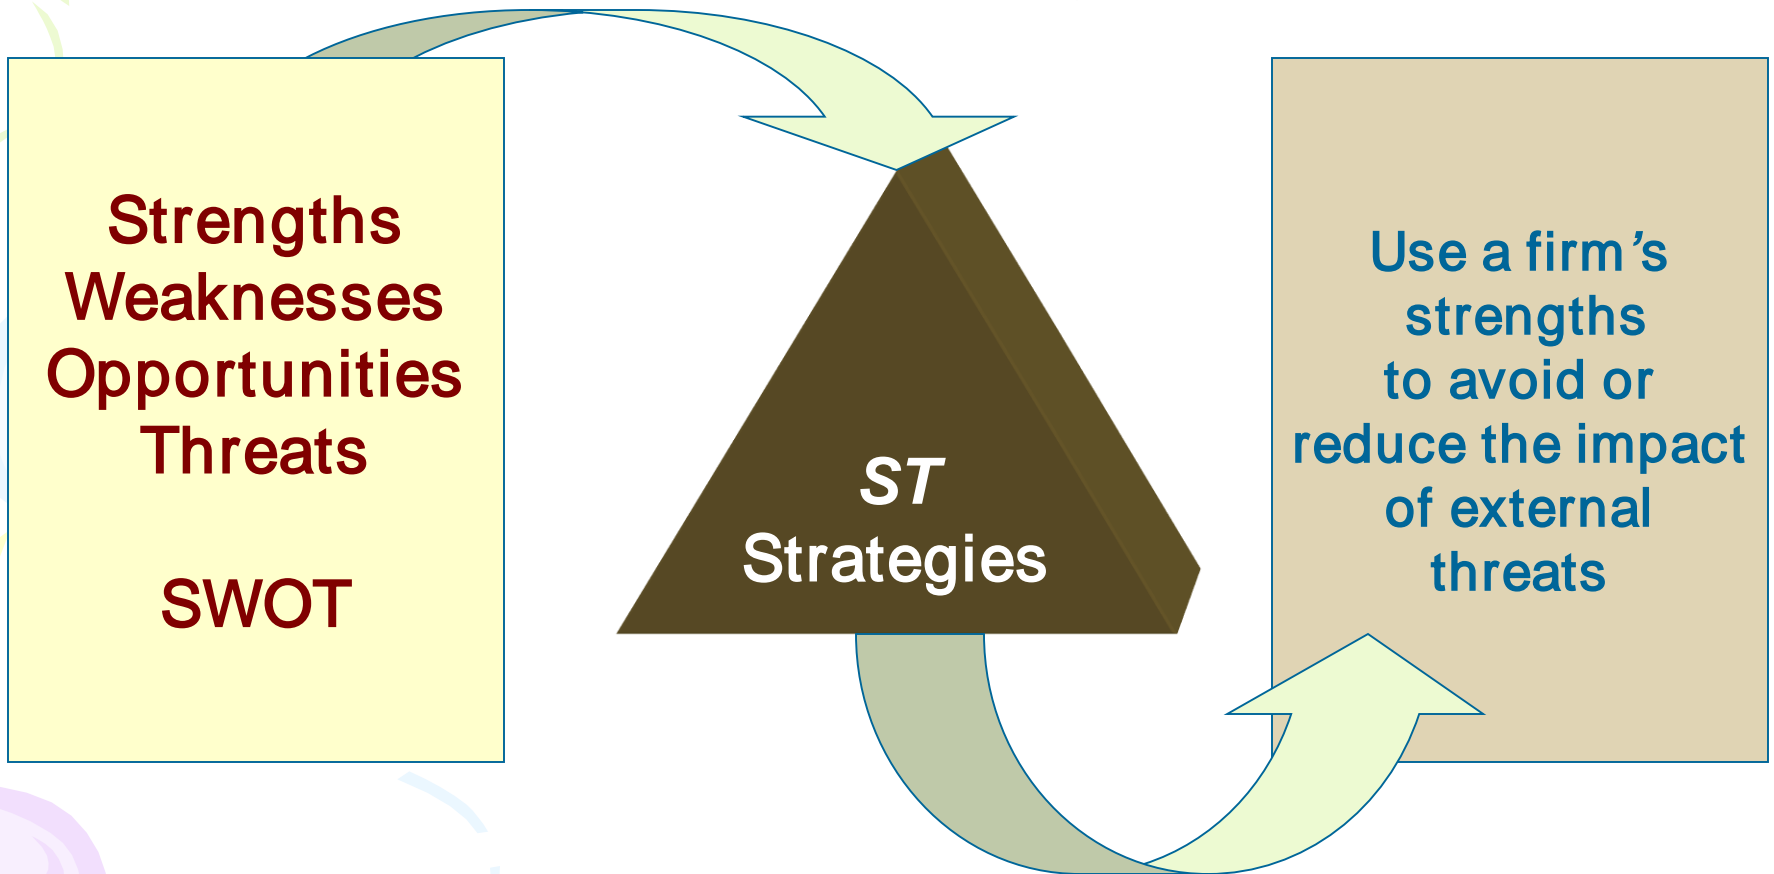 Strengths
Weaknesses
Opportunities
Threats
SWOT
ST
Strategies
Use a firm’s
strengths
to avoid or
reduce the impact
of external
threats